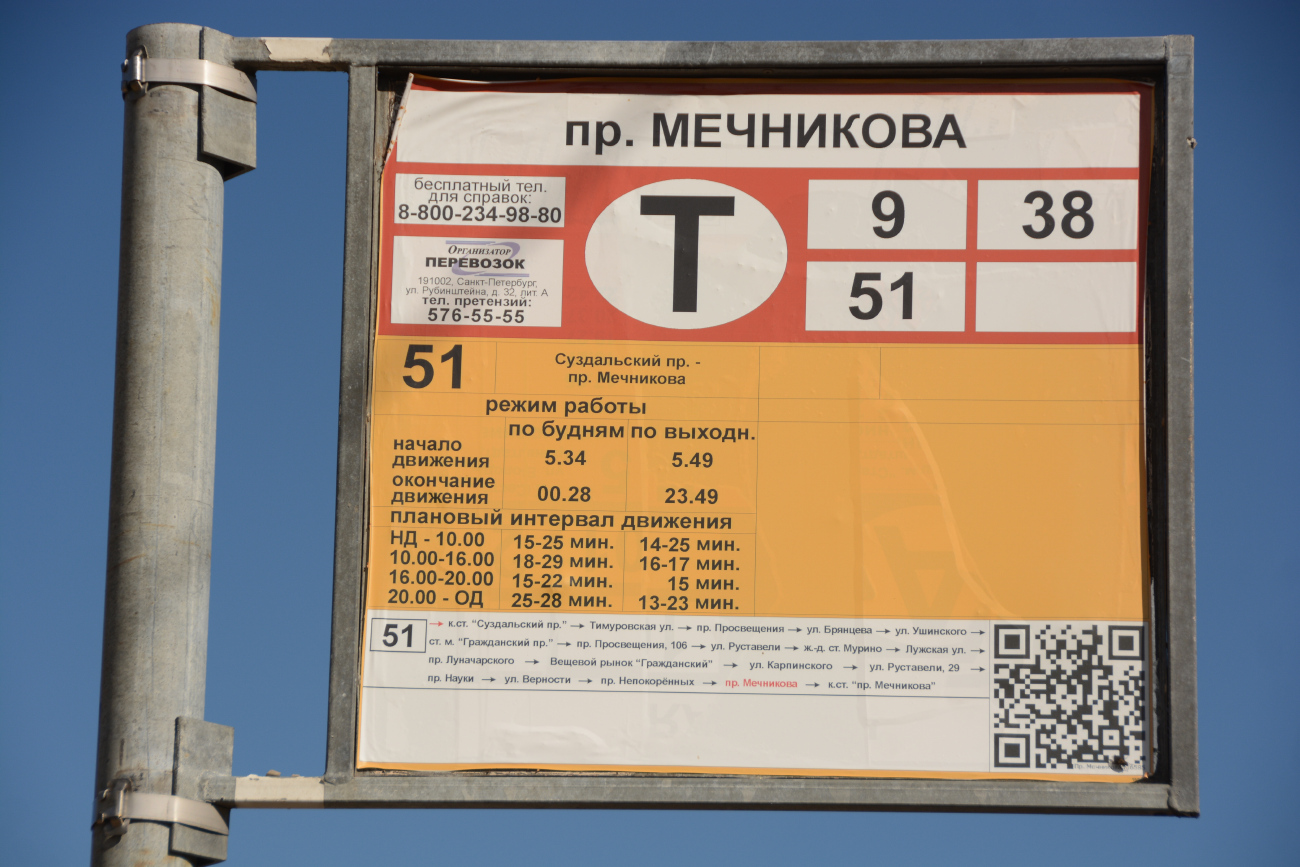 пр. МЕЧНИКОВА
бесплатный тел.
для справок:
8-800-234-98-80
Организатор
ПЕРЕВОЗОК
191002, Санкт-Петербург,
ул. Рубинштейна, д. 32, лит. А
тел. претензий:
576-55-55
Т
9 38
51
51 Суздальский пр. -
пр. Мечникова
режим работы
по будням по выходн.
начало
движения 5.34 5.49
окончание
движения 00.28 23.49
плановый интервал движения
НД - 10.00 15-25 мин. 14-25 мин.
10.00-16.00 18-29 мин. 16-17 мин.
16.00-20.00 15-22 мин. 15 мин.
20.00 - ОД 25-28 мин. 13-23 мин.
51 → к.ст. "Суздальский пр." → Тимуровская ул. → пр. Просвещения → ул. Брянцева → ул. Ушинского →
ст. м. "Гражданский пр." → пр. Просвещения, 106 → ул. Руставели → ж.-д. ст. Мурино → Лужская ул. →
пр. Луначарского → Вещевой рынок "Гражданский" → ул. Карпинского → ул. Руставели, 29 →
пр. Науки → ул. Верности → пр. Непокорённых → пр. Мечникова → к.ст. "пр. Мечникова"